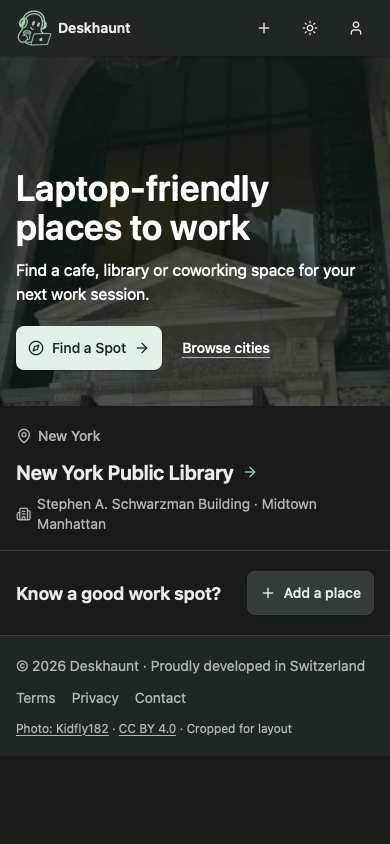 Deskhaunt
Laptop-friendly
places to work
Find a cafe, library or coworking space for your
next work session.
Find a Spot
Browse cities
New York
New York Public Library
Stephen A. Schwarzman Building · Midtown
Manhattan
Know a good work spot?
Add a place
© 2026 Deskhaunt · Proudly developed in Switzerland
Terms Privacy Contact
Photo: Kidfly182 · CC BY 4.0 · Cropped for layout